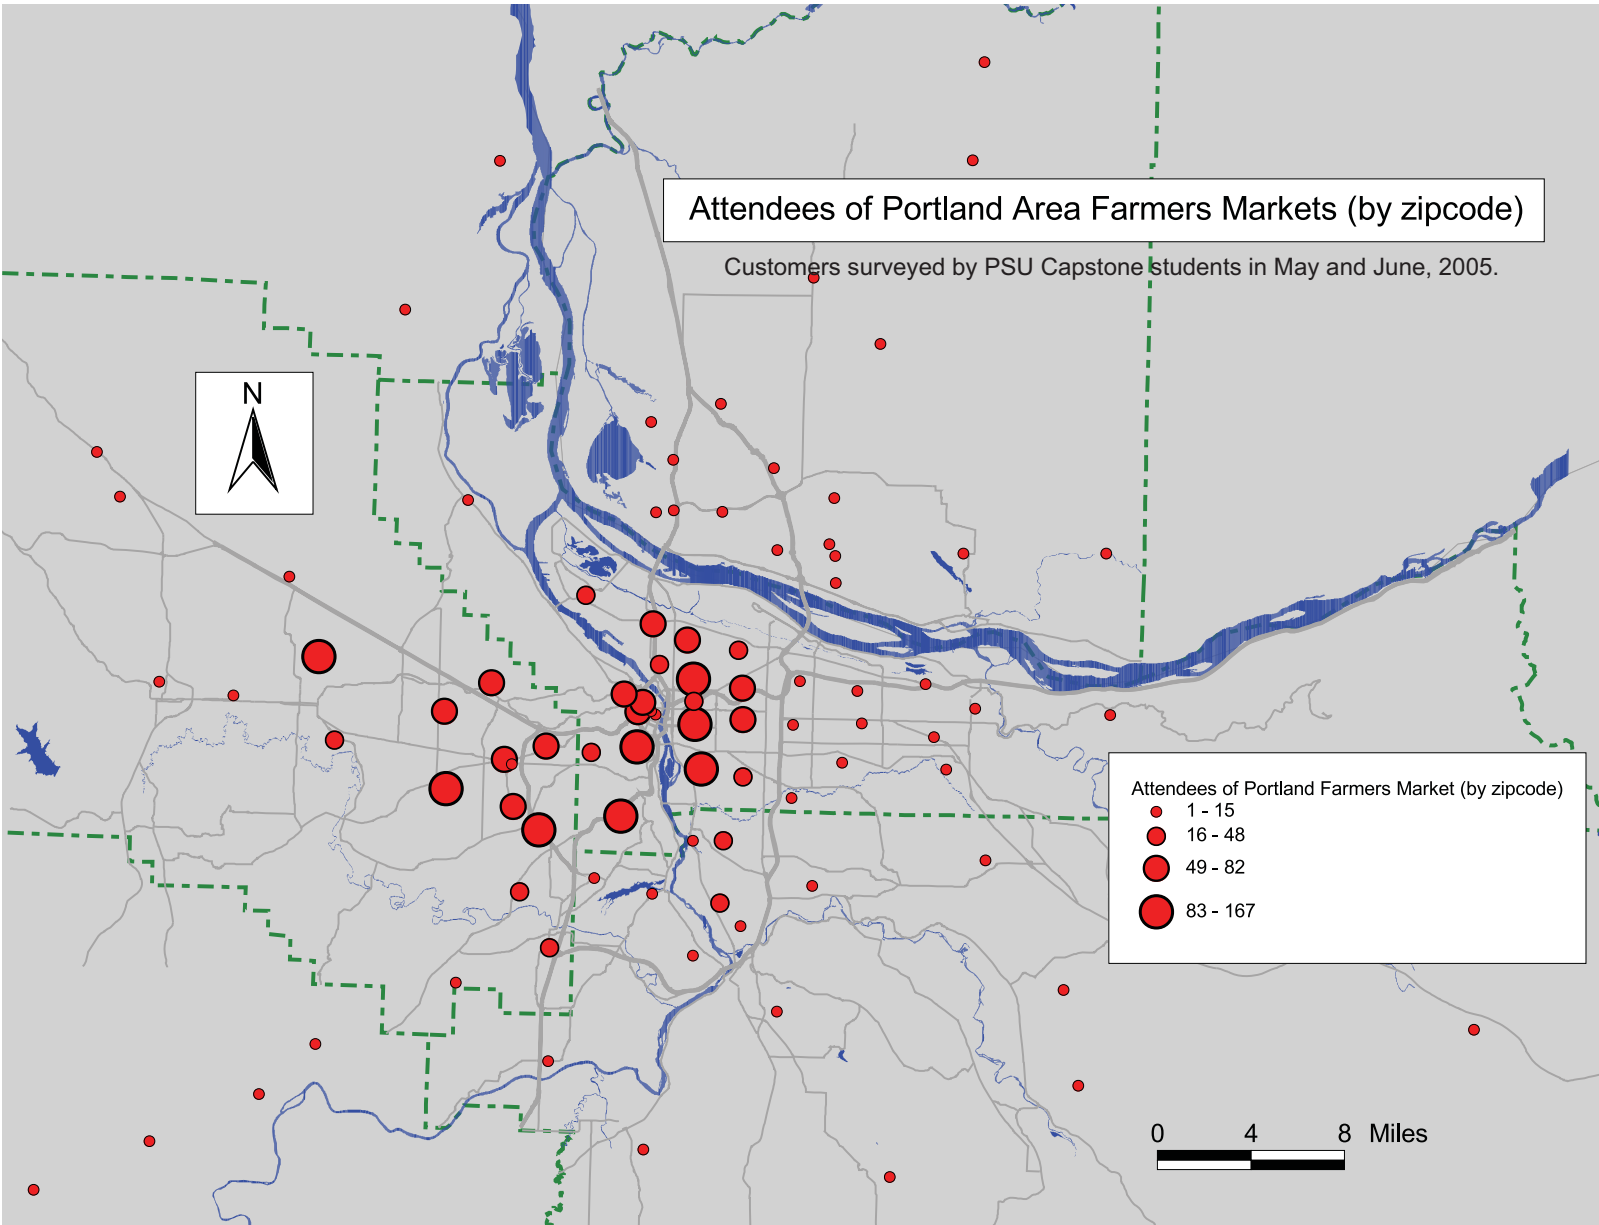 Attendees of Portland Area Farmers Markets (by zipcode)
Customers surveyed by PSU Capstone students in May and June, 2005.
N
Attendees of Portland Farmers Market (by zipcode)
1 - 15
16 - 48
49 - 82
83 - 167
0 4 8 Miles